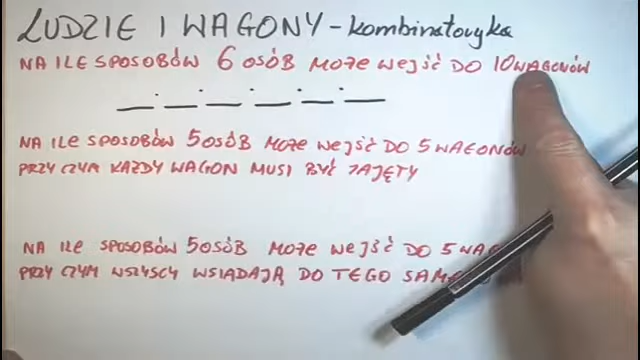 LUDZIE I WAGONY - kombinatoryka
NA ILE SPOSOBÓW 6 OSÓB MOŻE WEJŚĆ DO 10 WAGONÓW
NA ILE SPOSOBÓW 5 OSÓB MOŻE WEJŚĆ DO 5 WAGONÓW
PRZY CZYM KAŻDY WAGON MUSI BYĆ ZAJĘTY
NA ILE SPOSOBÓW 5 OSÓB MOŻE WEJŚĆ DO 5
PRZY CZYM WSZYSCY WSIADAJĄ DO TEGO